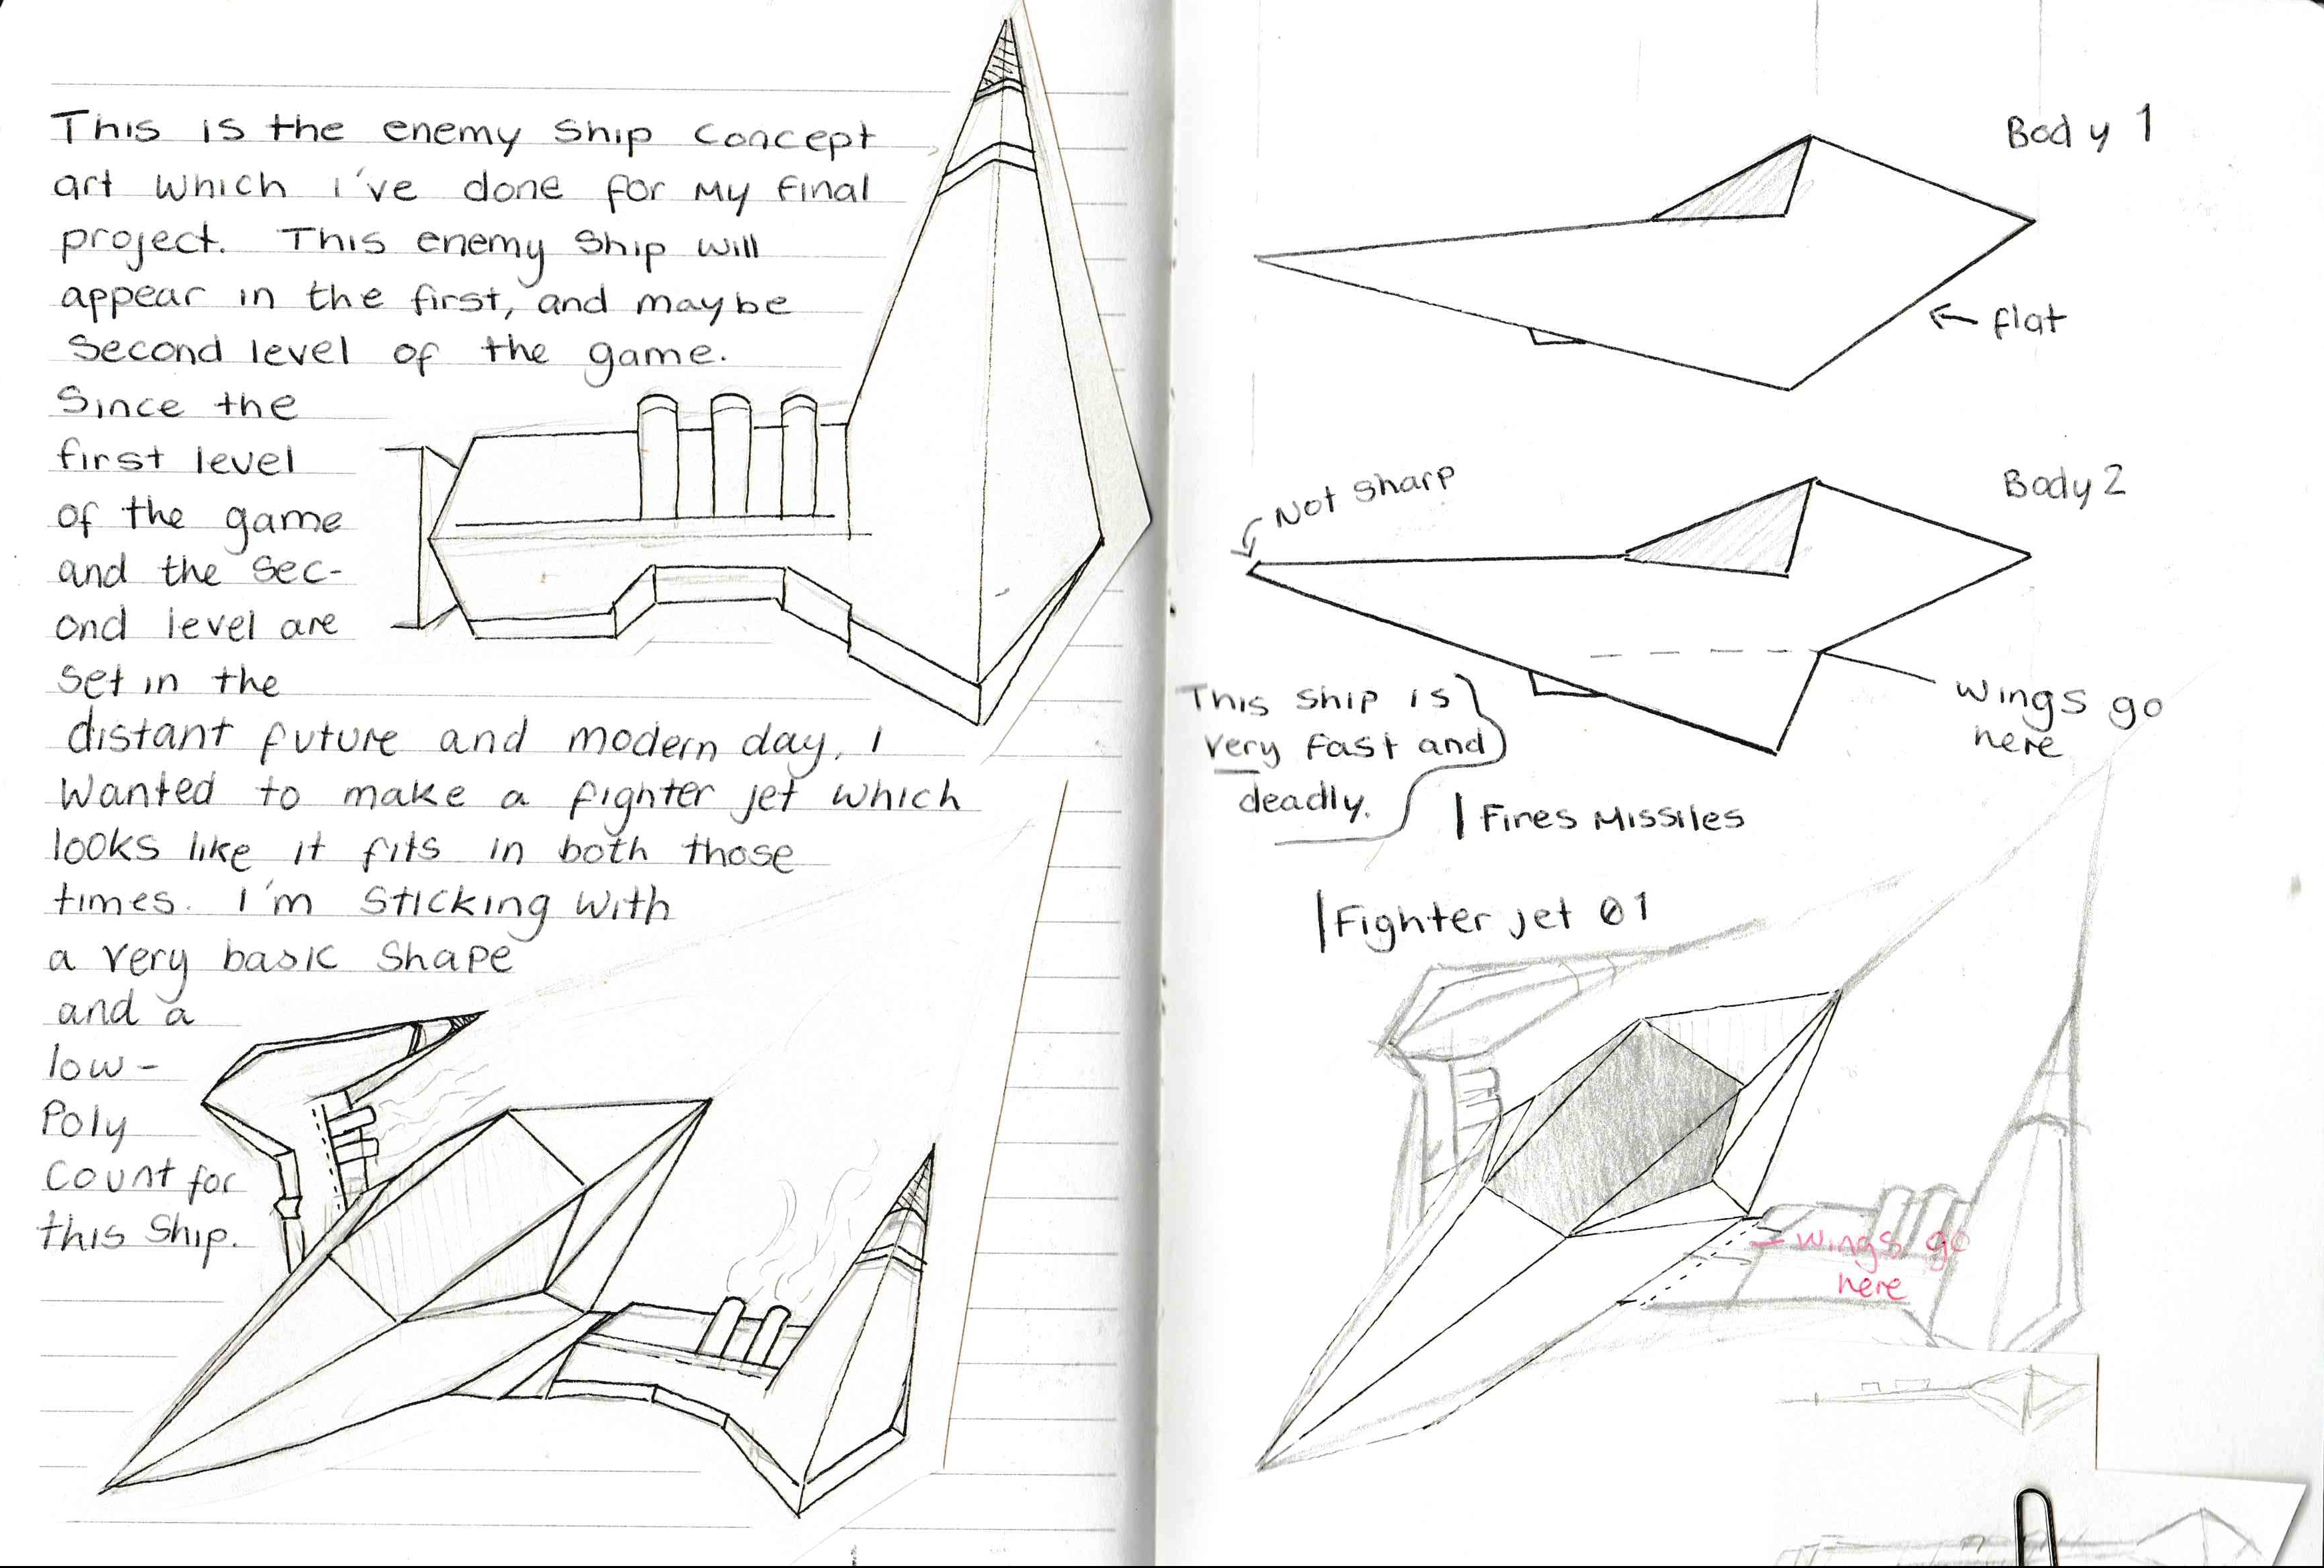 This is the enemy ship concept
art which i've done for my final
project. This enemy ship will
appear in the first, and maybe
second level of the game.
Since the
first level
of the game
and the sec-
ond level are
set in the
distant future and modern day, I
wanted to make a fighter jet which
looks like it fits in both those
times. I'm sticking with
a very basic shape
and a
low-
Poly
count for
this ship.
Body 1
← flat
Not sharp
Body 2
wings go
here
This ship is
very fast and
deadly.
| Fires Missiles
| Fighter jet 01
wings go
here